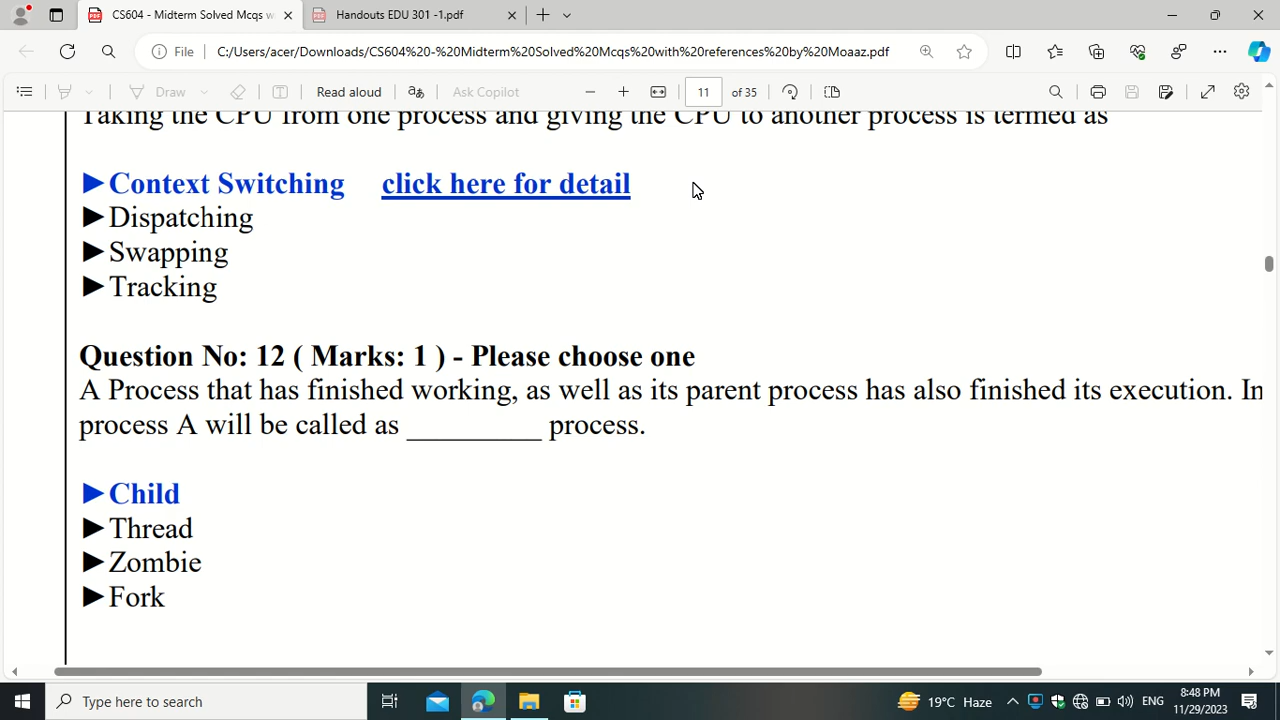 CS604 - Midterm Solved Mcqs w
Handouts EDU 301 -1.pdf
File
C:/Users/acer/Downloads/CS604%20-%20Midterm%20Solved%20Mcqs%20with%20references%20by%20Moaaz.pdf
Draw
Read aloud
Ask Copilot
11 of 35
Taking the CPU from one process and giving the CPU to another process is termed as
►Context Switching click here for detail
►Dispatching
►Swapping
►Tracking
Question No: 12 ( Marks: 1 ) - Please choose one
A Process that has finished working, as well as its parent process has also finished its execution. In
process A will be called as _________ process.
►Child
►Thread
►Zombie
►Fork
Type here to search
19°C Haze
ENG
8:48 PM
11/29/2023